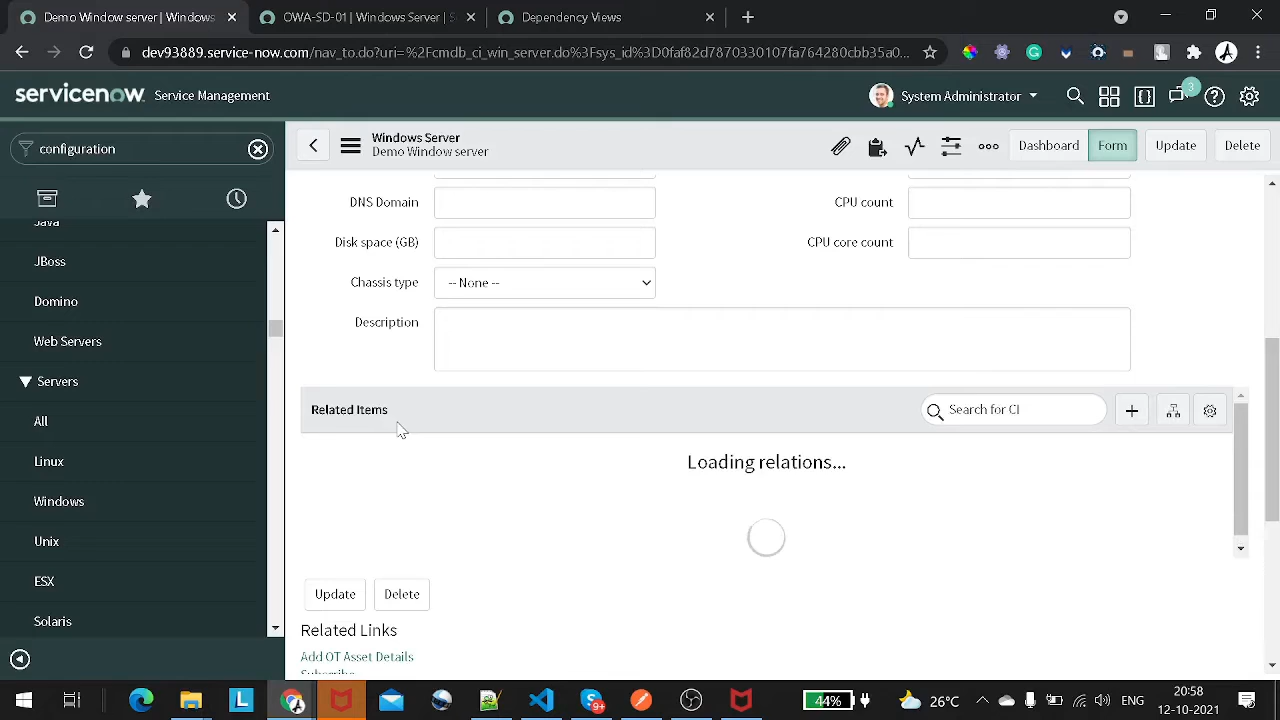 Demo Window server | Windows
OWA-SD-01 | Windows Server | S
Dependency Views
dev93889.service-now.com/nav_to.do?uri=%2Fcmdb_ci_win_server.do%3Fsys_id%3D0faf82d7870330107fa764280cbb35a0...
servicenow Service Management
System Administrator
3
configuration
Windows Server
Demo Window server
Dashboard
Form
Update
Delete
Java
JBoss
Domino
Web Servers
Servers
All
Linux
Windows
Unix
ESX
Solaris
DNS Domain
CPU count
Disk space (GB)
CPU core count
Chassis type
-- None --
Description
Related Items
Search for CI
Loading relations...
Update
Delete
Related Links
Add OT Asset Details
L
9+
44%
26°C
ENG
20:58
12-10-2021